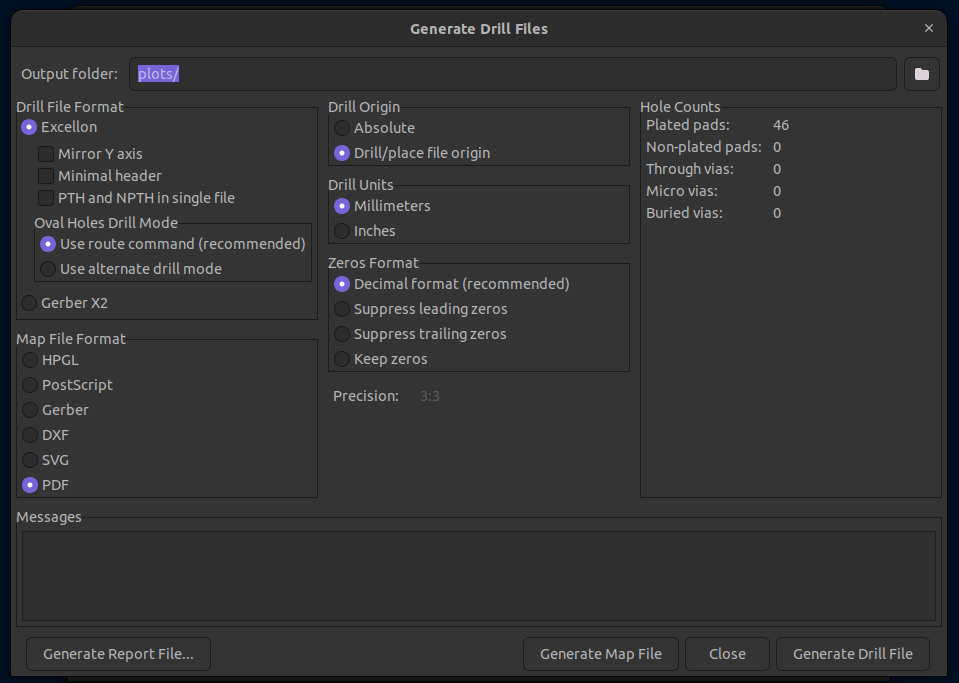 Generate Drill Files
Output folder: plots/
Drill File Format
Excellon
Mirror Y axis
Minimal header
PTH and NPTH in single file
Oval Holes Drill Mode
Use route command (recommended)
Use alternate drill mode
Gerber X2
Map File Format
HPGL
PostScript
Gerber
DXF
SVG
PDF
Drill Origin
Absolute
Drill/place file origin
Drill Units
Millimeters
Inches
Zeros Format
Decimal format (recommended)
Suppress leading zeros
Suppress trailing zeros
Keep zeros
Precision: 3:3
Hole Counts
Plated pads: 46
Non-plated pads: 0
Through vias: 0
Micro vias: 0
Buried vias: 0
Messages
Generate Report File... Generate Map File Close Generate Drill File